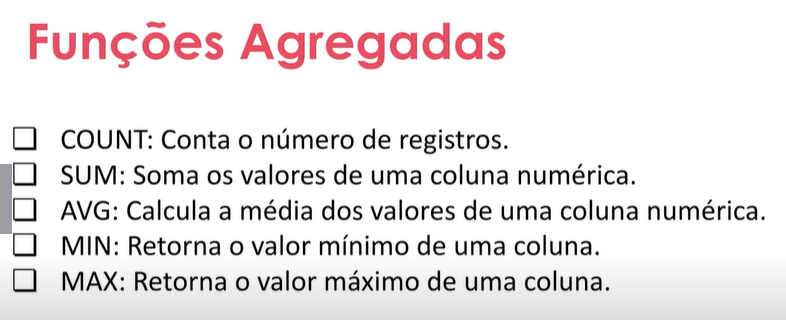 Funções Agregadas
COUNT: Conta o número de registros.
SUM: Soma os valores de uma coluna numérica.
AVG: Calcula a média dos valores de uma coluna numérica.
MIN: Retorna o valor mínimo de uma coluna.
MAX: Retorna o valor máximo de uma coluna.